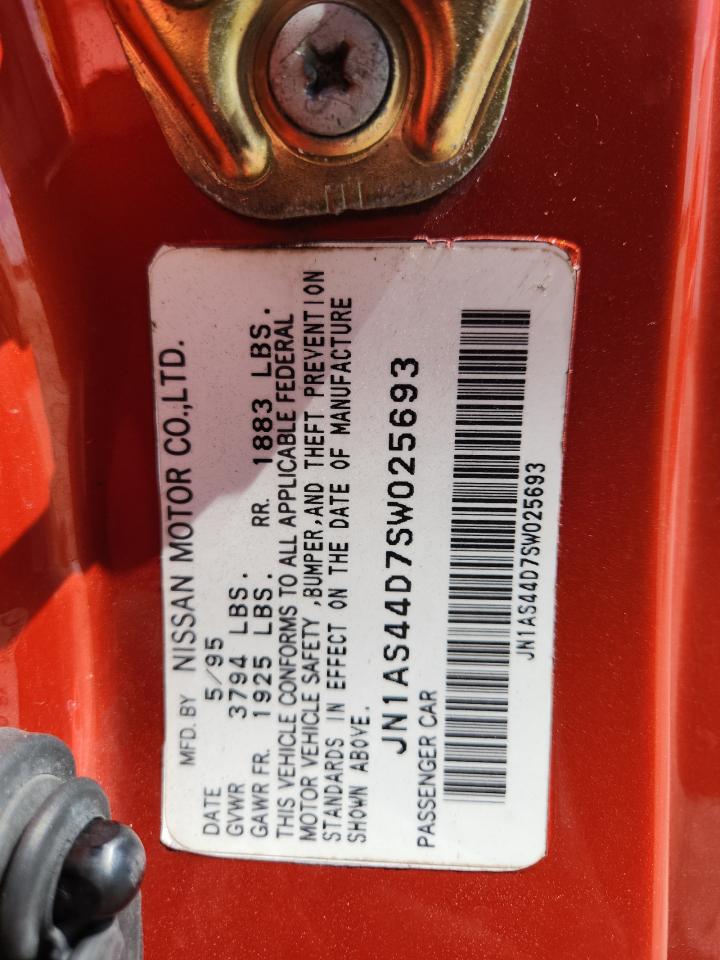 MFD. BY NISSAN MOTOR CO.,LTD.
DATE 5/95
GVWR 3794 LBS.
GAWR FR. 1925 LBS. RR. 1883 LBS.
THIS VEHICLE CONFORMS TO ALL APPLICABLE FEDERAL
MOTOR VEHICLE SAFETY ,BUMPER,AND THEFT PREVENTION
STANDARDS IN EFFECT ON THE DATE OF MANUFACTURE
SHOWN ABOVE.
JN1AS44D7SW025693
PASSENGER CAR
JN1AS44D7SW025693